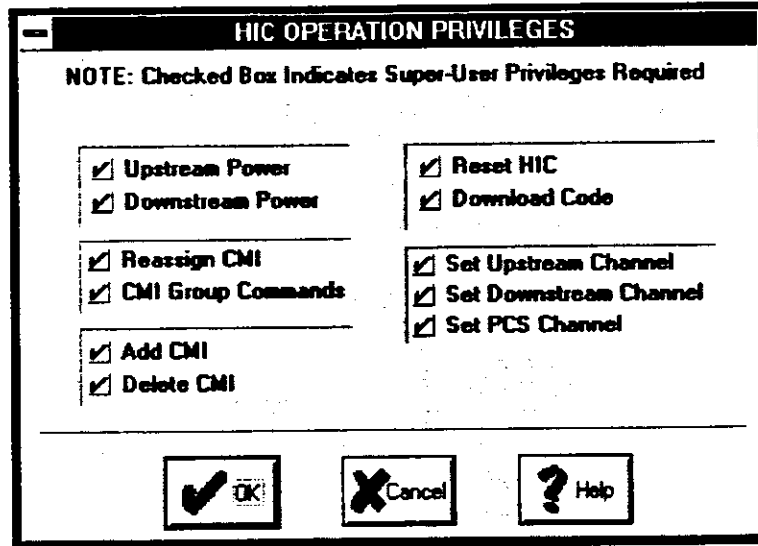 HIC OPERATION PRIVILEGES
NOTE: Checked Box Indicates Super-User Privileges Required
Upstream Power
Downstream Power
Reassign CMI
CMI Group Commands
Add CMI
Delete CMI
Reset HIC
Download Code
Set Upstream Channel
Set Downstream Channel
Set PCS Channel
OK
Cancel
Help